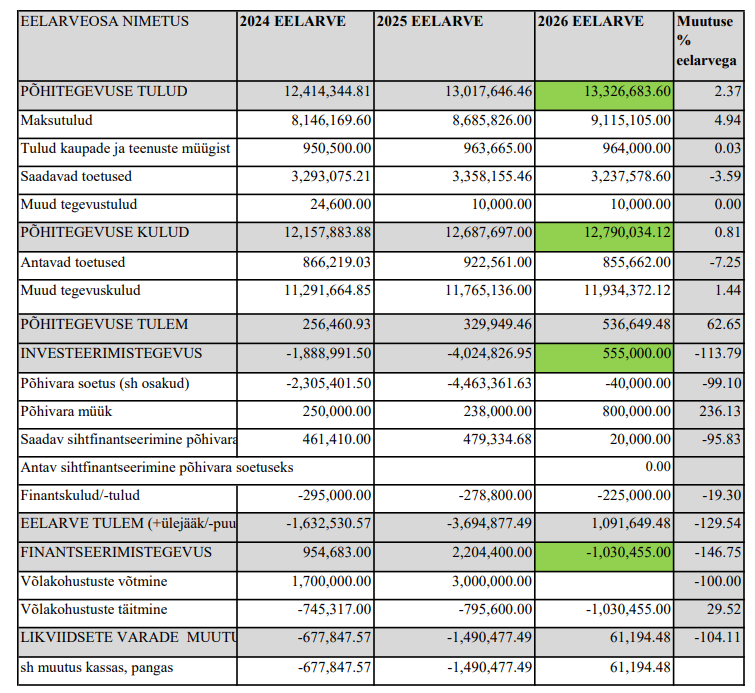 EELARVEOSA NIMETUS 2024 EELARVE 2025 EELARVE 2026 EELARVE Muutuse
%
eelarvega
PÕHITEGEVUSE TULUD 12,414,344.81 13,017,646.46 13,326,683.60 2.37
Maksutulud 8,146,169.60 8,685,826.00 9,115,105.00 4.94
Tulud kaupade ja teenuste müügist 950,500.00 963,665.00 964,000.00 0.03
Saadavad toetused 3,293,075.21 3,358,155.46 3,237,578.60 -3.59
Muud tegevustulud 24,600.00 10,000.00 10,000.00 0.00
PÕHITEGEVUSE KULUD 12,157,883.88 12,687,697.00 12,790,034.12 0.81
Antavad toetused 866,219.03 922,561.00 855,662.00 -7.25
Muud tegevuskulud 11,291,664.85 11,765,136.00 11,934,372.12 1.44
PÕHITEGEVUSE TULEM 256,460.93 329,949.46 536,649.48 62.65
INVESTEERIMISTEGEVUS -1,888,991.50 -4,024,826.95 555,000.00 -113.79
Põhivara soetus (sh osakud) -2,305,401.50 -4,463,361.63 -40,000.00 -99.10
Põhivara müük 250,000.00 238,000.00 800,000.00 236.13
Saadav sihtfinantseerimine põhivara 461,410.00 479,334.68 20,000.00 -95.83
Antav sihtfinantseerimine põhivara soetuseks 0.00
Finantskulud/-tulud -295,000.00 -278,800.00 -225,000.00 -19.30
EELARVE TULEM (+ülejääk/-puu -1,632,530.57 -3,694,877.49 1,091,649.48 -129.54
FINANTSEERIMISTEGEVUS 954,683.00 2,204,400.00 -1,030,455.00 -146.75
Võlakohustuste võtmine 1,700,000.00 3,000,000.00 -100.00
Võlakohustuste täitmine -745,317.00 -795,600.00 -1,030,455.00 29.52
LIKVIIDSETE VARADE MUUTU -677,847.57 -1,490,477.49 61,194.48 -104.11
sh muutus kassas, pangas -677,847.57 -1,490,477.49 61,194.48